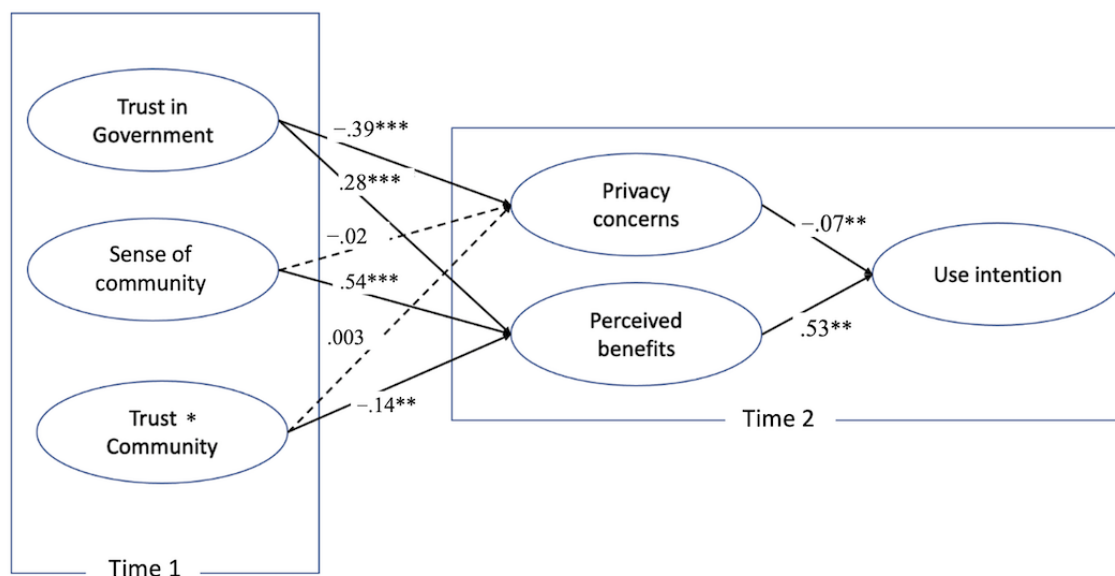 Trust in
Government
−.39***
.28***
Privacy
concerns
−.07**
−.02
Sense of
community
.54***
Use intention
.003
Perceived
benefits
.53**
−.14**
Trust *
Community
Time 2
Time 1